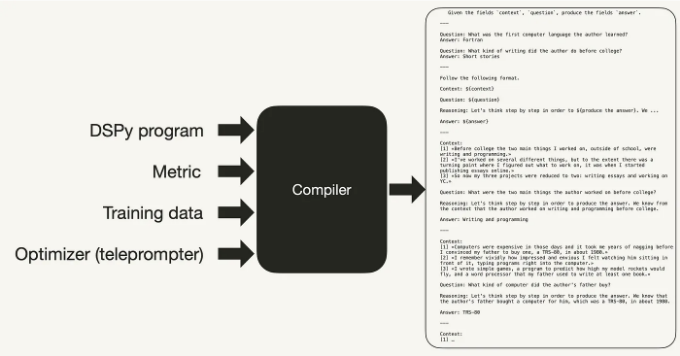 DSPy program
Metric
Training data
Optimizer (teleprompter)
Compiler
Given the fields `context`, `question`, produce the fields `answer`.
---
Question: What was the first computer language the author learned?
Answer: Fortran
Question: What kind of writing did the author do before college?
Answer: Short stories
---
Follow the following format.
Context: ${context}
Question: ${question}
Reasoning: Let's think step by step in order to ${produce the answer}. We ...
Answer: ${answer}
---
Context:
[1] «Before college the two main things I worked on, outside of school, were
writing and programming.»
[2] «I've worked on several different things, but to the extent there was a
turning point where I figured out what to work on, it was when I started
publishing essays online.»
[3] «So now my three projects were reduced to two: writing essays and working on
YC.»
Question: What were the two main things the author worked on before college?
Reasoning: Let's think step by step in order to produce the answer. We know from
the context that the author worked on writing and programming before college.
Answer: Writing and programming
---
Context:
[1] «Computers were expensive in those days and it took me years of nagging before
I convinced my father to buy one, a TRS-80, in about 1980.»
[2] «I remember vividly how impressed and envious I felt watching him sitting in
front of it, typing programs right into the computer.»
[3] «I wrote simple games, a program to predict how high my model rockets would
fly, and a word processor that my father used to write at least one book.»
Question: What kind of computer did the author's father buy?
Reasoning: Let's think step by step in order to produce the answer. We know that
the author's father bought a computer for him, which was a TRS-80, in about 1980.
Answer: TRS-80
---
Context:
[1] …